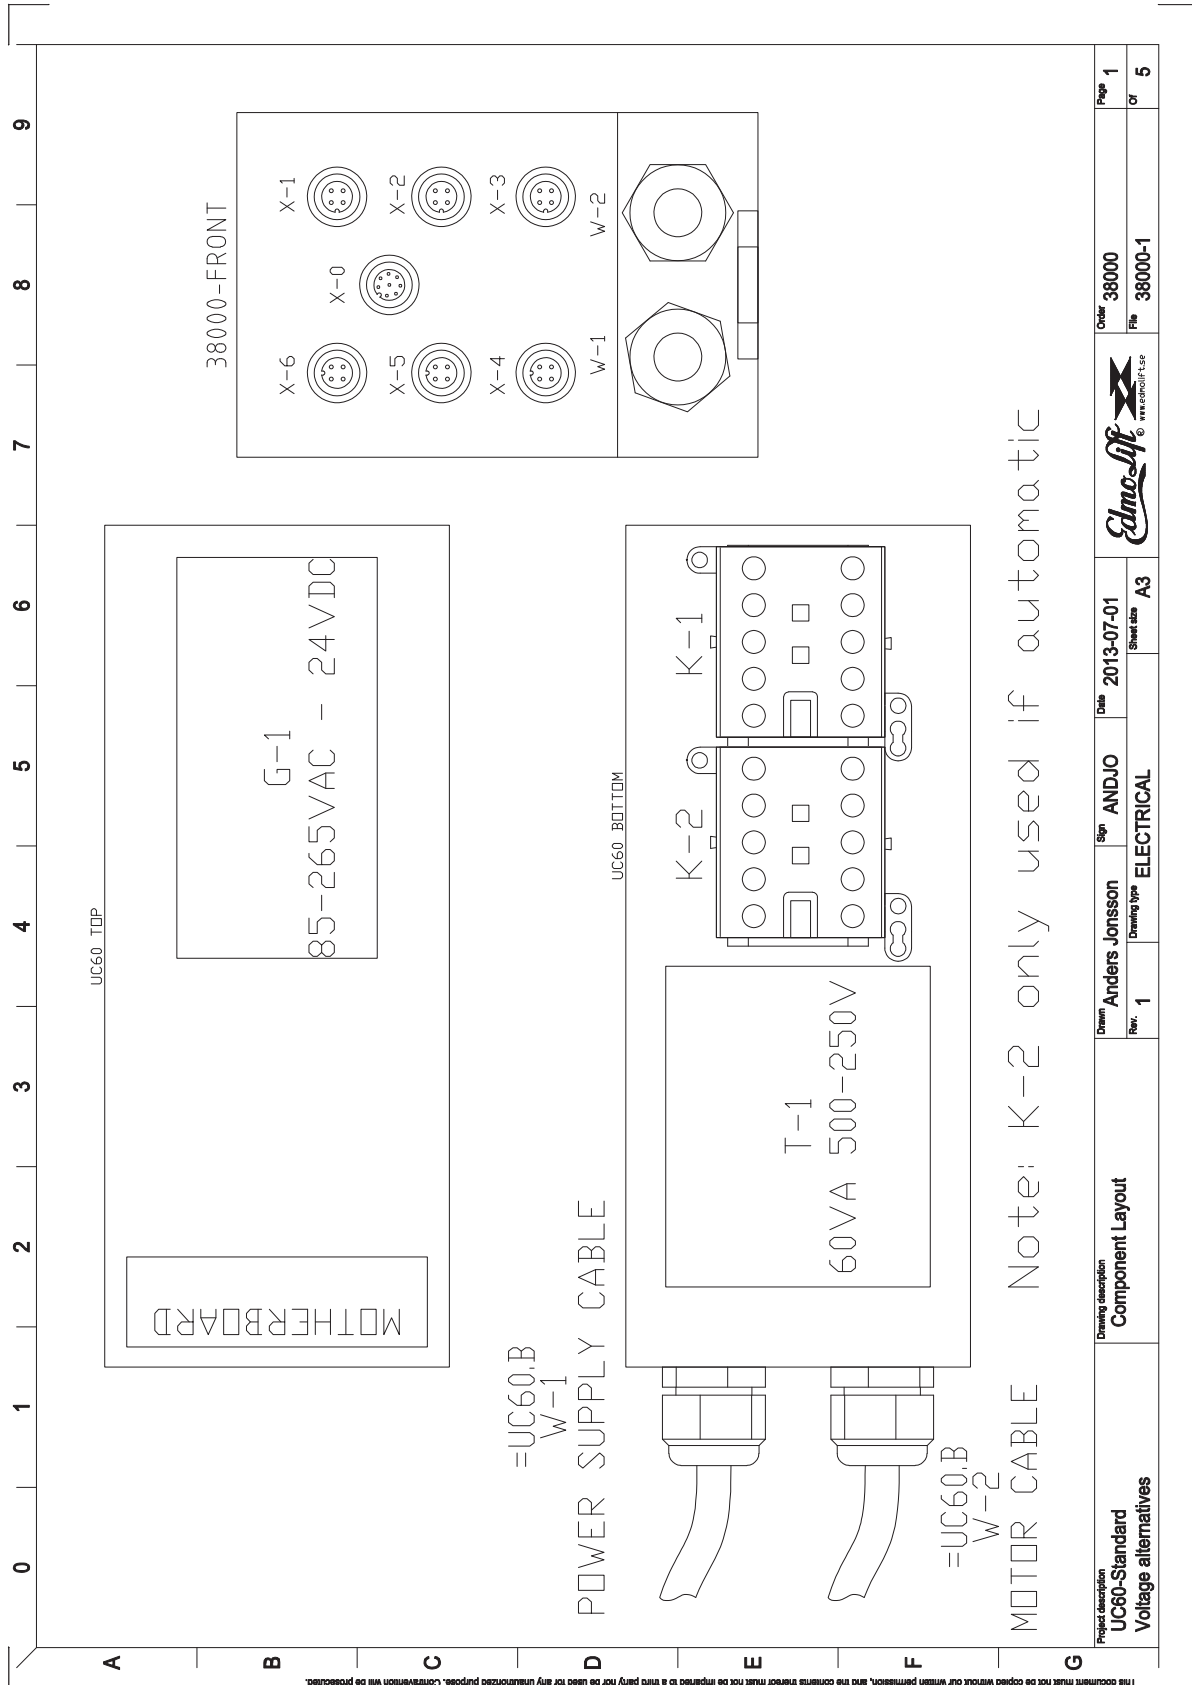 0 1 2 3 4 5 6 7 8 9
A
B
C
D
E
F
G
UC60 TOP
MOTHERBOARD
G-1
85-265VAC - 24VDC
38000-FRONT
X-6
X-0
X-1
X-5
X-2
X-4
X-3
W-1
W-2
=UC60.B
W-1
POWER SUPPLY CABLE
UC60 BOTTOM
K-2
K-1
T-1
60VA 500-250V
=UC60.B
W-2
MOTOR CABLE
Note: K-2 only used if automatic
Project description
UC60-Standard
Voltage alternatives
Drawing description
Component Layout
Drawn Anders Jonsson
Sign ANDJO
Date 2013-07-01
Rev. 1
Drawing type ELECTRICAL
Sheet size A3
EdmoLift ®
www.edmolift.se
Order 38000
File 38000-1
Page 1
Of 5
This document must not be copied without our written permission, and the contents thereof must not be imparted to a third party nor be used for any unauthorized purpose. Contravention will be prosecuted.